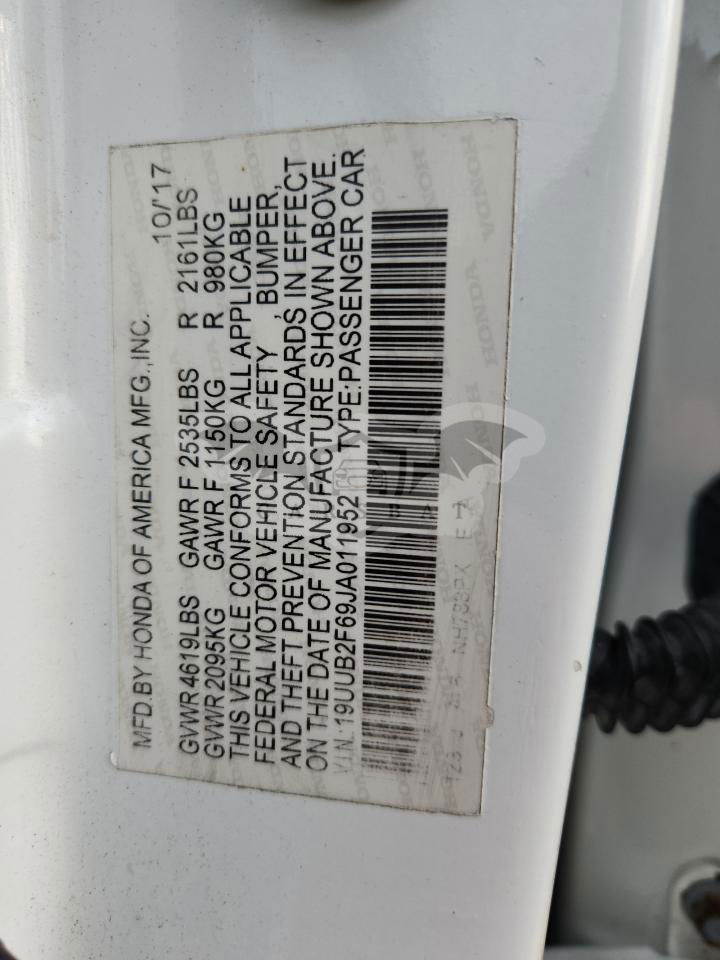 MFD.BY HONDA OF AMERICA MFG.,INC. 10/'17
GVWR 4619LBS GAWR F 2535LBS R 2161LBS
GVWR 2095KG GAWR F 1150KG R 980KG
THIS VEHICLE CONFORMS TO ALL APPLICABLE
FEDERAL MOTOR VEHICLE SAFETY, BUMPER,
AND THEFT PREVENTION STANDARDS, IN EFFECT
ON THE DATE OF MANUFACTURE SHOWN ABOVE.
V.I.N.:19UUB2F69JA011952 TYPE:PASSENGER CAR